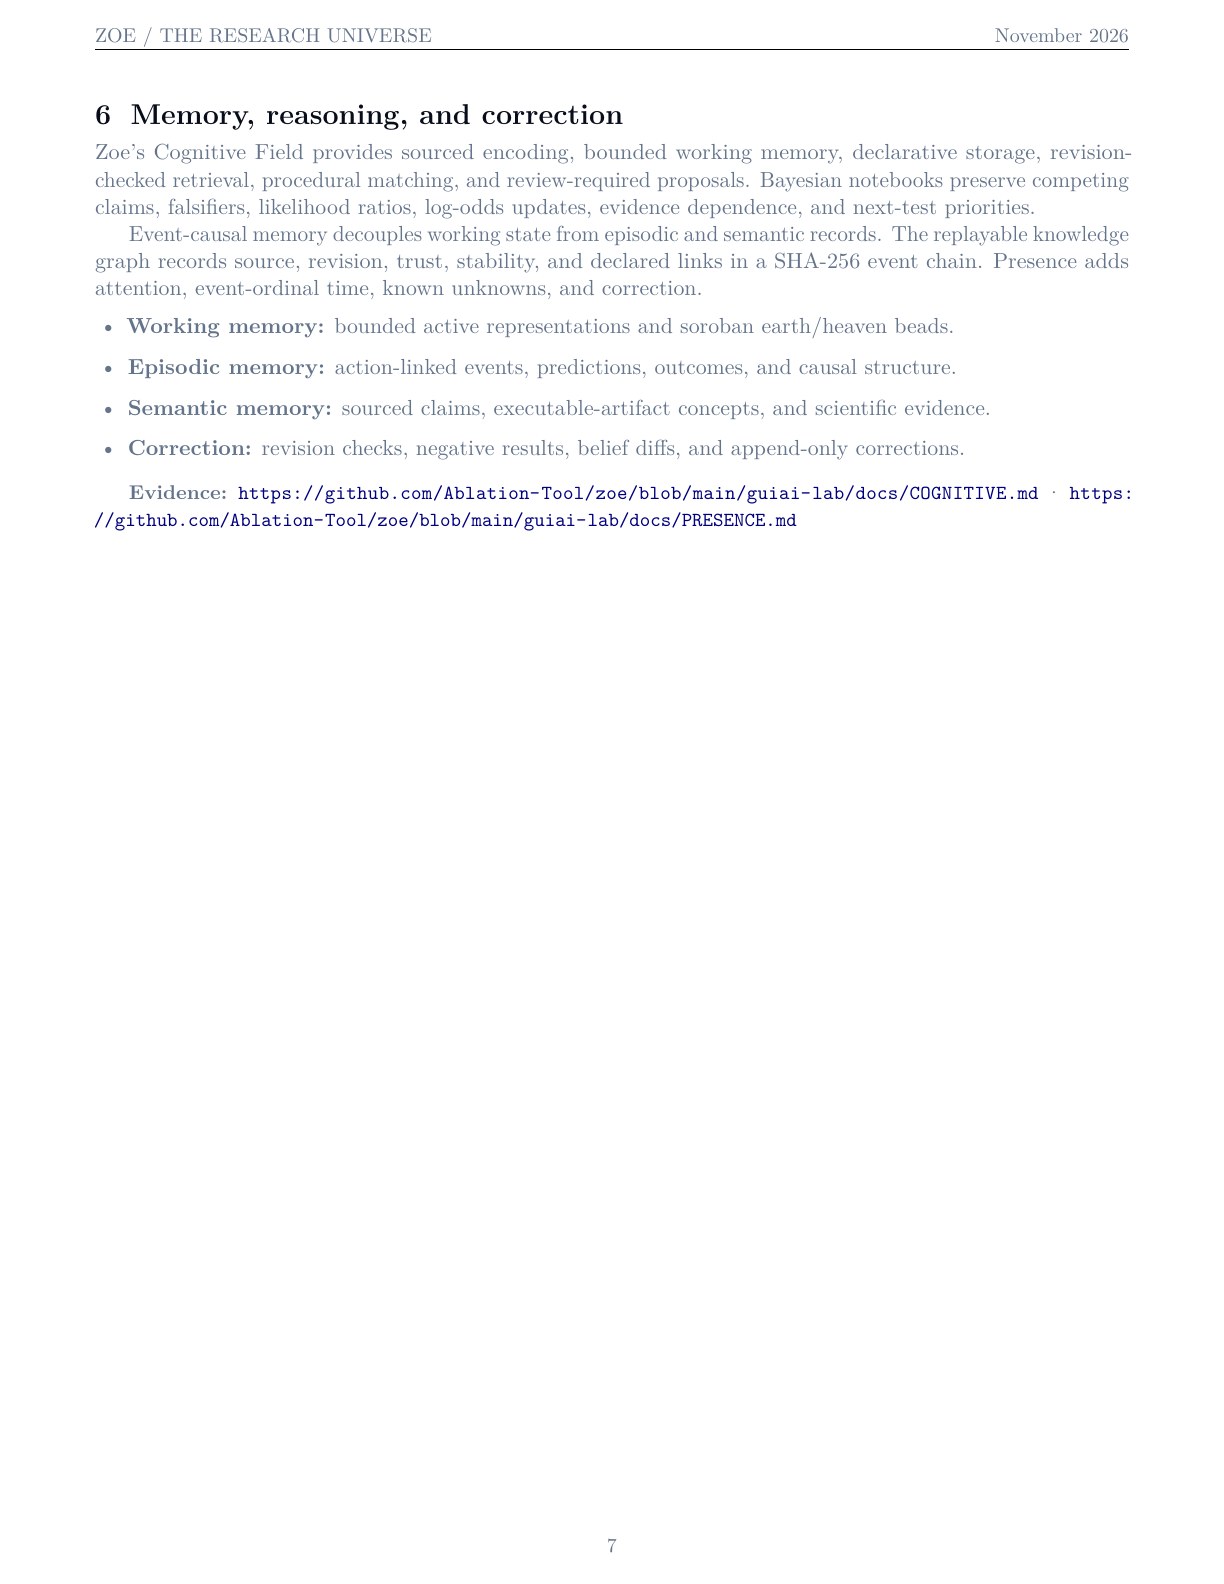 ZOE / THE RESEARCH UNIVERSE November 2026
6 Memory, reasoning, and correction
Zoe's Cognitive Field provides sourced encoding, bounded working memory, declarative storage, revision-
checked retrieval, procedural matching, and review-required proposals. Bayesian notebooks preserve competing
claims, falsifiers, likelihood ratios, log-odds updates, evidence dependence, and next-test priorities.
Event-causal memory decouples working state from episodic and semantic records. The replayable knowledge
graph records source, revision, trust, stability, and declared links in a SHA-256 event chain. Presence adds
attention, event-ordinal time, known unknowns, and correction.
• Working memory: bounded active representations and soroban earth/heaven beads.
• Episodic memory: action-linked events, predictions, outcomes, and causal structure.
• Semantic memory: sourced claims, executable-artifact concepts, and scientific evidence.
• Correction: revision checks, negative results, belief diffs, and append-only corrections.
Evidence: https://github.com/Ablation-Tool/zoe/blob/main/guiai-lab/docs/COGNITIVE.md · https:
//github.com/Ablation-Tool/zoe/blob/main/guiai-lab/docs/PRESENCE.md
7